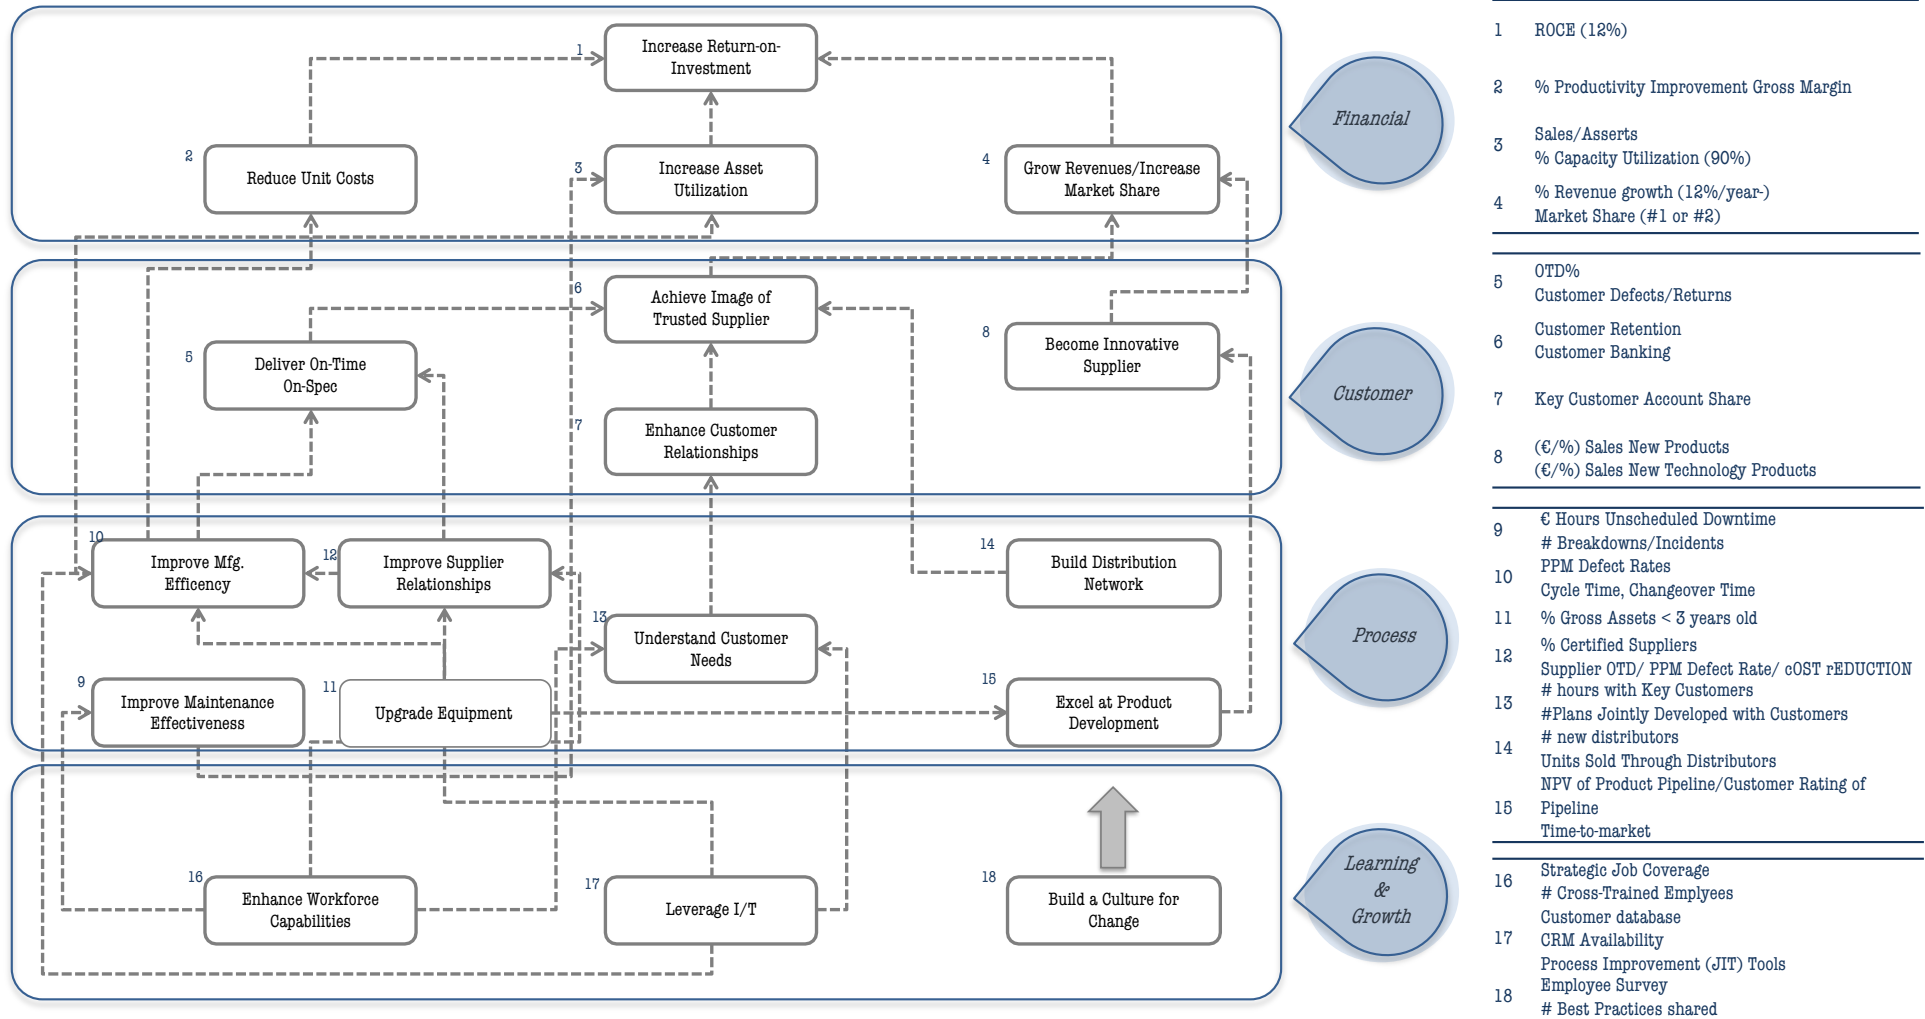 1
Increase Return-on-
Investment
2
Reduce Unit Costs
3
Increase Asset
Utilization
4
Grow Revenues/Increase
Market Share
Financial
5
Deliver On-Time
On-Spec
6
Achieve Image of
Trusted Supplier
7
Enhance Customer
Relationships
8
Become Innovative
Supplier
Customer
10
Improve Mfg.
Efficency
12
Improve Supplier
Relationships
13
Understand Customer
Needs
14
Build Distribution
Network
9
Improve Maintenance
Effectiveness
11
Upgrade Equipment
15
Excel at Product
Development
Process
16
Enhance Workforce
Capabilities
17
Leverage I/T
18
Build a Culture for
Change
Learning
&
Growth
1 ROCE (12%)
2 % Productivity Improvement Gross Margin
3
Sales/Asserts
% Capacity Utilization (90%)
4
% Revenue growth (12%/year-)
Market Share (#1 or #2)
5
OTD%
Customer Defects/Returns
6
Customer Retention
Customer Banking
7 Key Customer Account Share
8
(€/%) Sales New Products
(€/%) Sales New Technology Products
9
€ Hours Unscheduled Downtime
# Breakdowns/Incidents
10
PPM Defect Rates
Cycle Time, Changeover Time
11 % Gross Assets < 3 years old
12
% Certified Suppliers
Supplier OTD/ PPM Defect Rate/ cOST rEDUCTION
13
# hours with Key Customers
#Plans Jointly Developed with Customers
14
# new distributors
Units Sold Through Distributors
15
NPV of Product Pipeline/Customer Rating of
Pipeline
Time-to-market
16
Strategic Job Coverage
# Cross-Trained Emplyees
17
Customer database
CRM Availability
Process Improvement (JIT) Tools
18
Employee Survey
# Best Practices shared